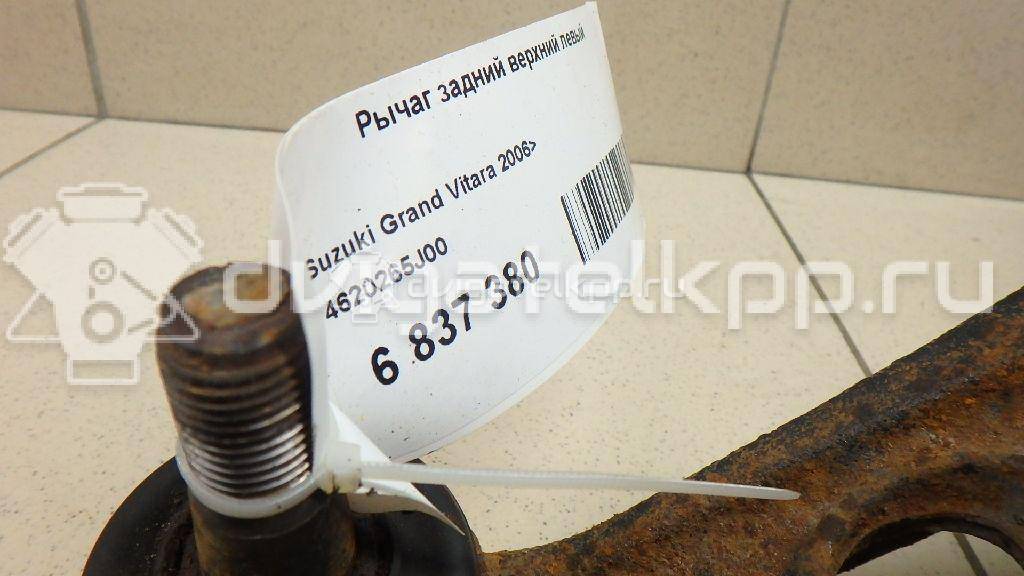 Рычаг задний верхний левый
Suzuki Grand Vitara 2006>
4620265J00
6 837 380
dvigatelkpp.ru